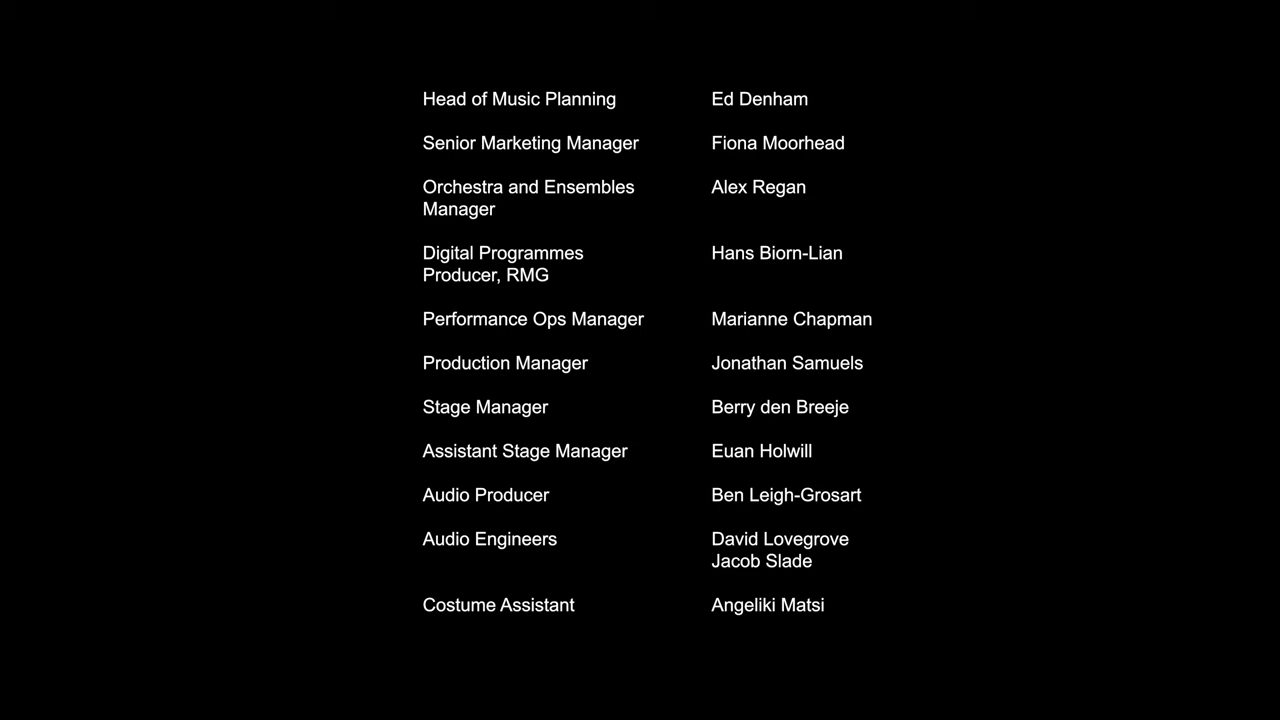 Head of Music Planning Ed Denham
Senior Marketing Manager Fiona Moorhead
Orchestra and Ensembles Alex Regan
Manager
Digital Programmes Hans Biorn-Lian
Producer, RMG
Performance Ops Manager Marianne Chapman
Production Manager Jonathan Samuels
Stage Manager Berry den Breeje
Assistant Stage Manager Euan Holwill
Audio Producer Ben Leigh-Grosart
Audio Engineers David Lovegrove
Jacob Slade
Costume Assistant Angeliki Matsi